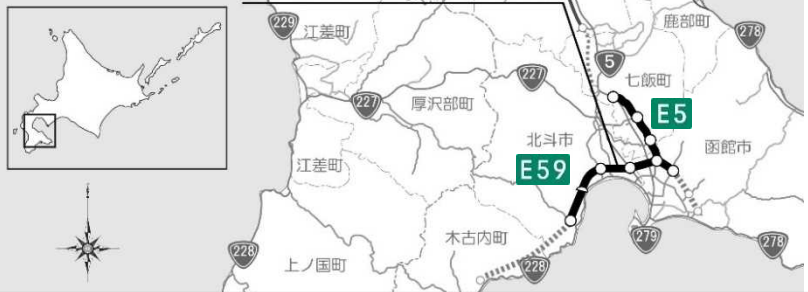 229
江差町
鹿部町
278
5
227
七飯町
227
厚沢部町
E5
北斗市
函館市
E59
江差町
木古内町
279
228
上ノ国町
228
278